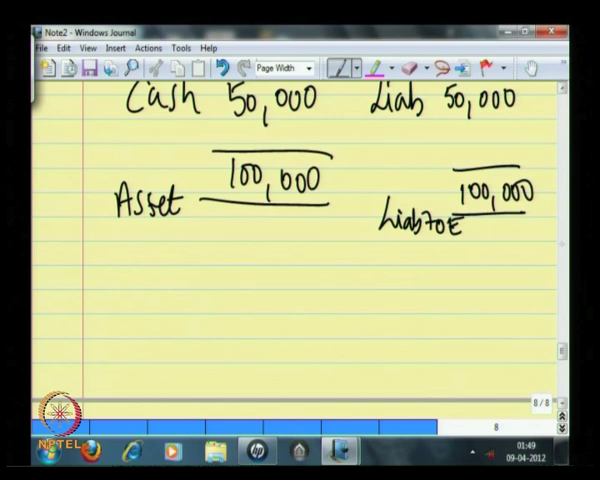 Note2 - Windows Journal
File Edit View Insert Actions Tools Help
Page Width
Cash 50,000 Liab 50,000
100,000 100,000
Asset Liab+OE
8/8
8
NPTEL
01:49
09-04-2012